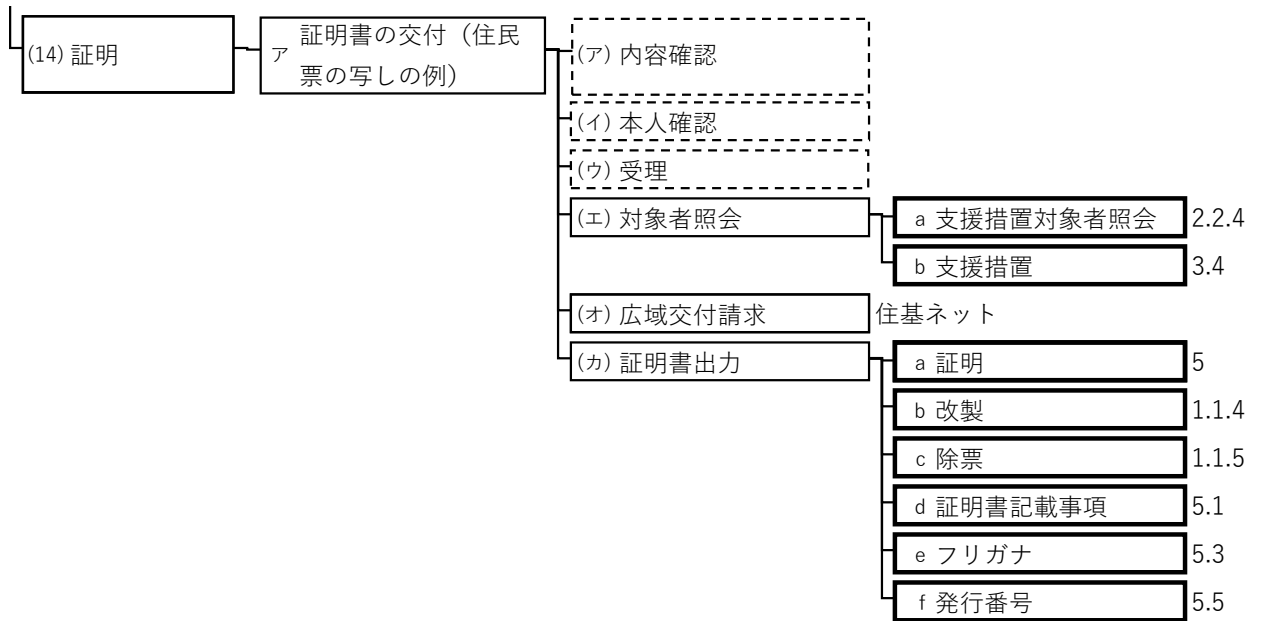 (14) 証明
ア 証明書の交付（住民
票の写しの例）
(ア) 内容確認
(イ) 本人確認
(ウ) 受理
(エ) 対象者照会
a 支援措置対象者照会 2.2.4
b 支援措置 3.4
(オ) 広域交付請求 住基ネット
(カ) 証明書出力
a 証明 5
b 改製 1.1.4
c 除票 1.1.5
d 証明書記載事項 5.1
e フリガナ 5.3
f 発行番号 5.5